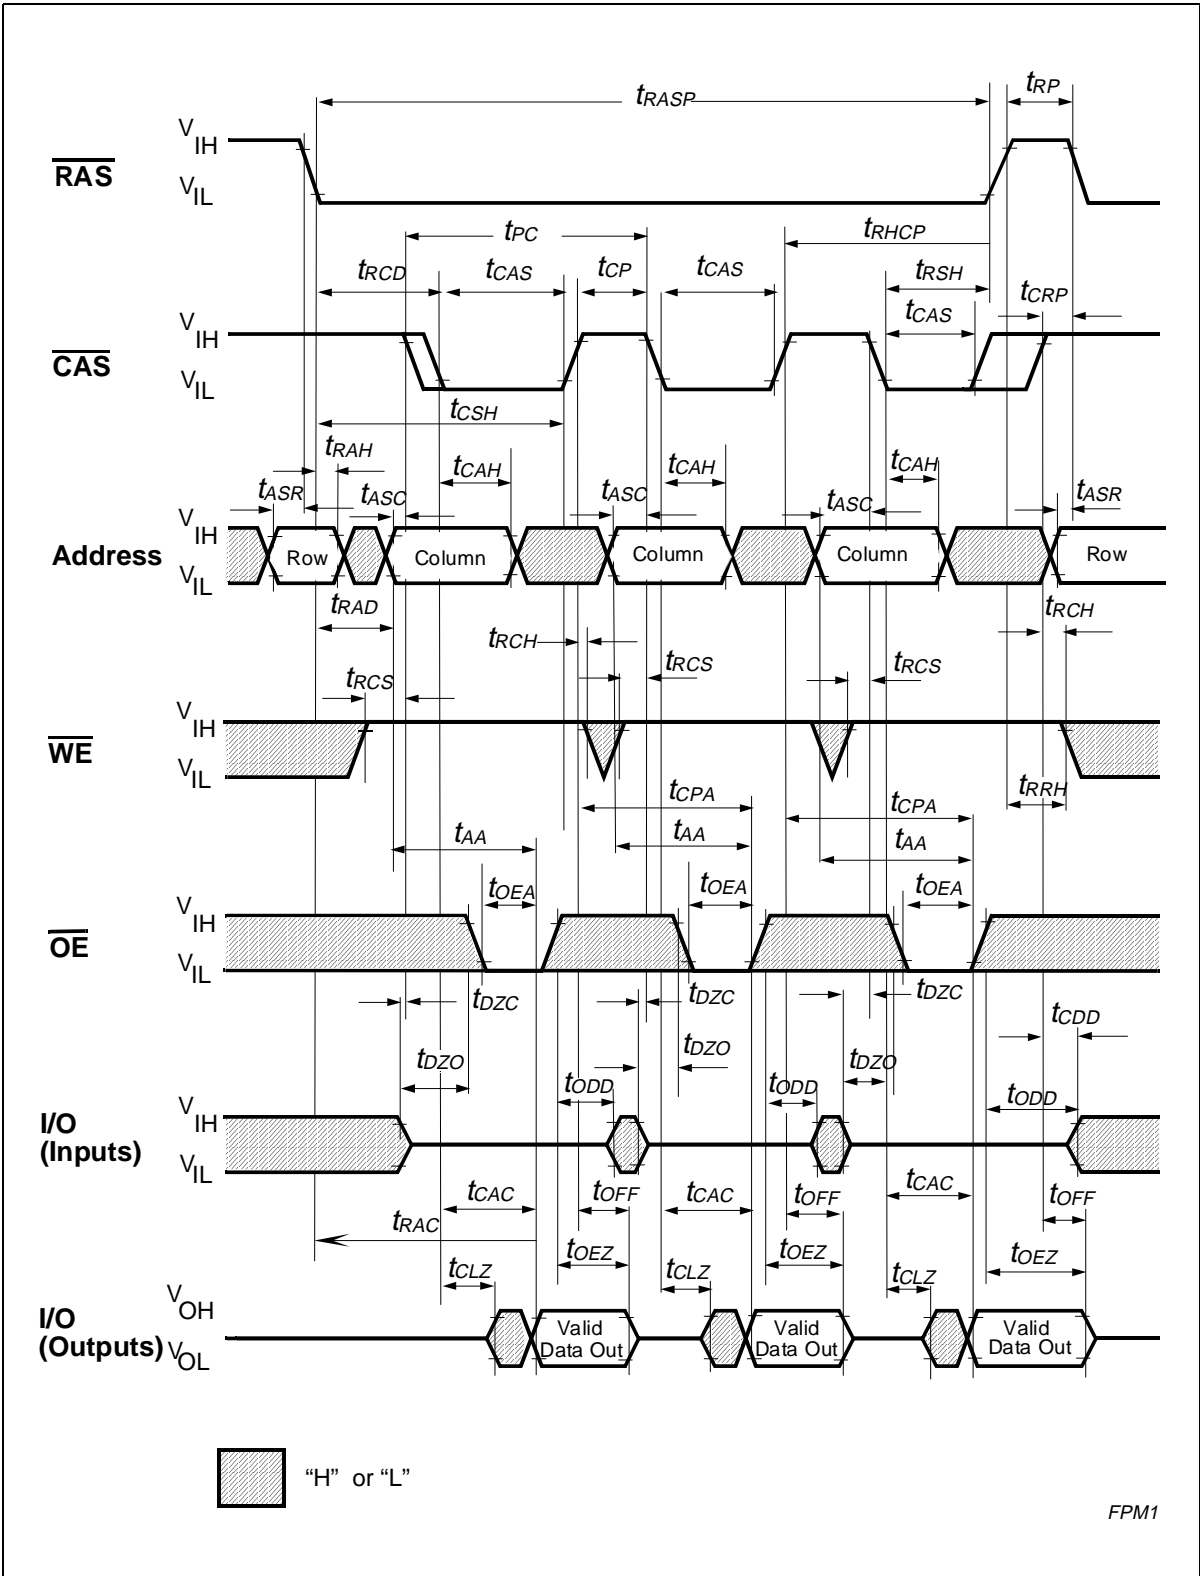 tRASP tRP
VIH
RAS
VIL
tPC tRHCP
tRCD tCAS tCP tCAS tRSH
tCRP
tCAS
VIH
CAS
VIL
tCSH
tRAH
tCAH tCAH tCAH
tASR tASC tASC tASC tASR
VIH
Address Row Column Column Column Row
VIL
tRAD tRCH
tRCH
tRCS tRCS tRCS
VIH
WE
VIL
tCPA tCPA tRRH
tAA tAA tAA
tOEA tOEA tOEA
VIH
OE
VIL
tDZC tDZC tDZC
tCDD
tDZO tDZO tDZO
tODD tODD tODD
VIH
I/O
(Inputs)
VIL
tCAC tOFF tCAC tOFF tCAC tOFF
tRAC
tOEZ tOEZ tOEZ
tCLZ tCLZ tCLZ
VOH
I/O
(Outputs)
VOL
Valid Data Out
Valid Data Out
Valid Data Out
“H” or “L”
FPM1